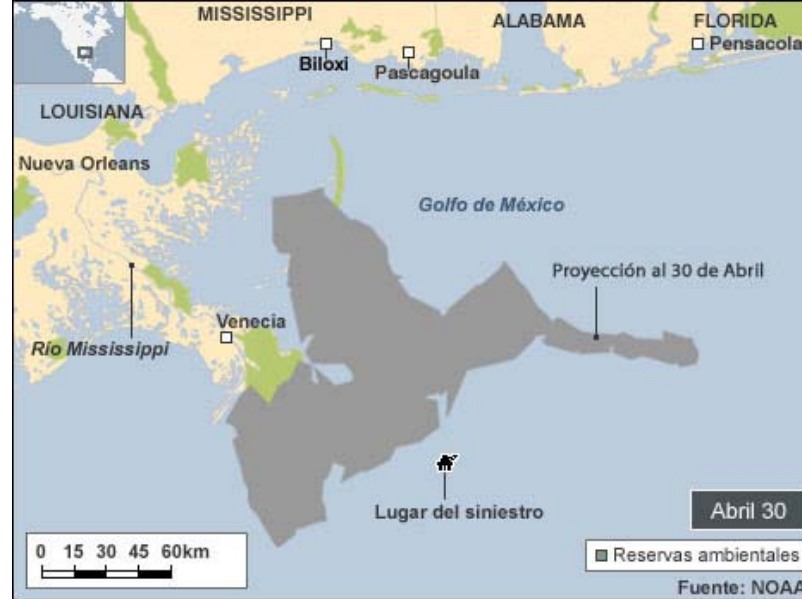 MISSISSIPPI
ALABAMA
FLORIDA
Biloxi
Pascagoula
Pensacola
LOUISIANA
Nueva Orleans
Golfo de México
Proyección al 30 de Abril
Venecia
Río Mississippi
Lugar del siniestro
Abril 30
0 15 30 45 60km
Reservas ambientales
Fuente: NOAA